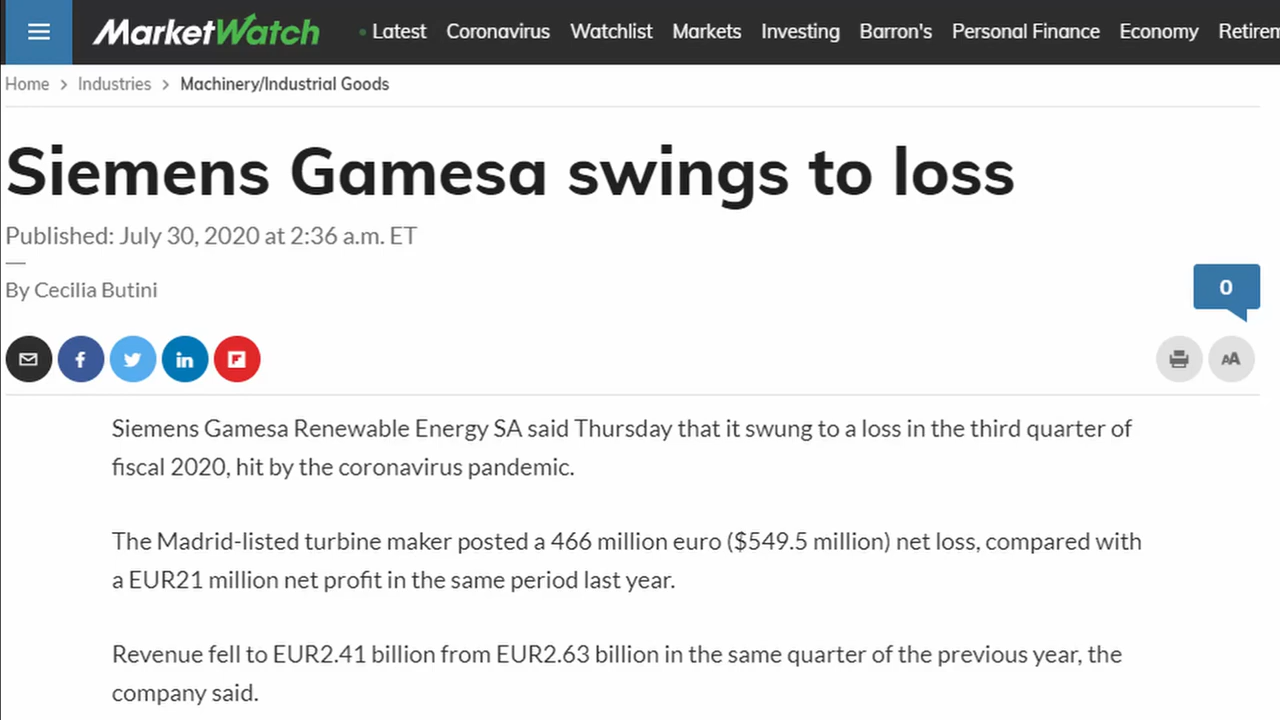 MarketWatch • Latest Coronavirus Watchlist Markets Investing Barron's Personal Finance Economy Retirem
Home > Industries > Machinery/Industrial Goods
Siemens Gamesa swings to loss
Published: July 30, 2020 at 2:36 a.m. ET
By Cecilia Butini
0
f in AA
Siemens Gamesa Renewable Energy SA said Thursday that it swung to a loss in the third quarter of
fiscal 2020, hit by the coronavirus pandemic.
The Madrid-listed turbine maker posted a 466 million euro ($549.5 million) net loss, compared with
a EUR21 million net profit in the same period last year.
Revenue fell to EUR2.41 billion from EUR2.63 billion in the same quarter of the previous year, the
company said.